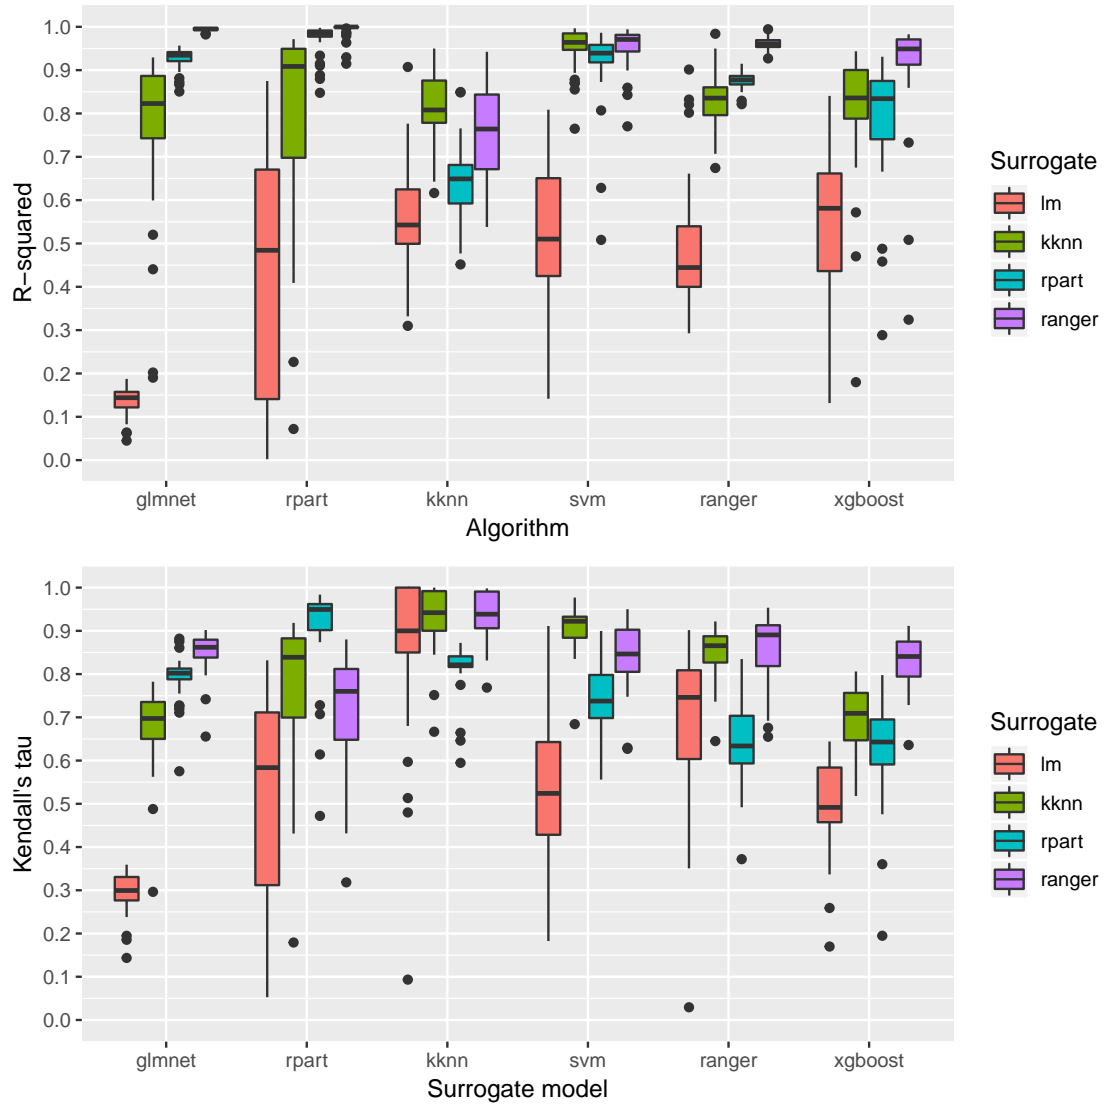 R−squared
1.0
0.9
0.8
0.7
0.6
0.5
0.4
0.3
0.2
0.1
0.0
glmnet rpart kknn svm ranger xgboost
Algorithm
Surrogate
lm
kknn
rpart
ranger
Kendall's tau
1.0
0.9
0.8
0.7
0.6
0.5
0.4
0.3
0.2
0.1
0.0
glmnet rpart kknn svm ranger xgboost
Surrogate model
Surrogate
lm
kknn
rpart
ranger